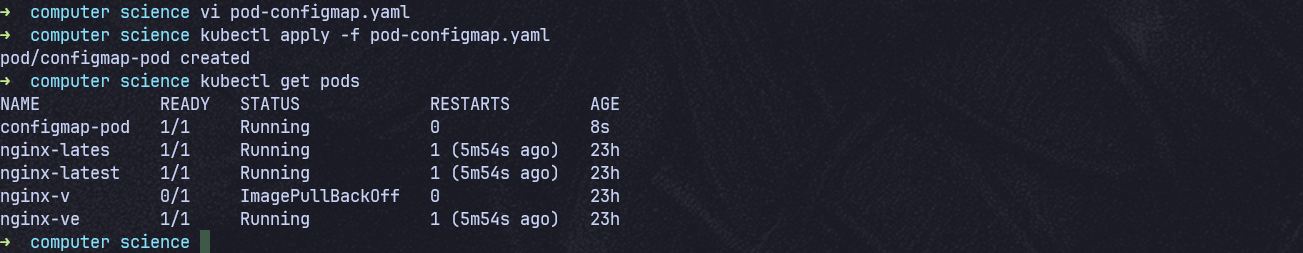 ➜  computer science vi pod-configmap.yaml
➜  computer science kubectl apply -f pod-configmap.yaml
pod/configmap-pod created
➜  computer science kubectl get pods
NAME            READY   STATUS             RESTARTS        AGE
configmap-pod   1/1     Running            0               8s
nginx-lates     1/1     Running            1 (5m54s ago)   23h
nginx-latest    1/1     Running            1 (5m54s ago)   23h
nginx-v         0/1     ImagePullBackOff   0               23h
nginx-ve        1/1     Running            1 (5m54s ago)   23h
➜  computer science